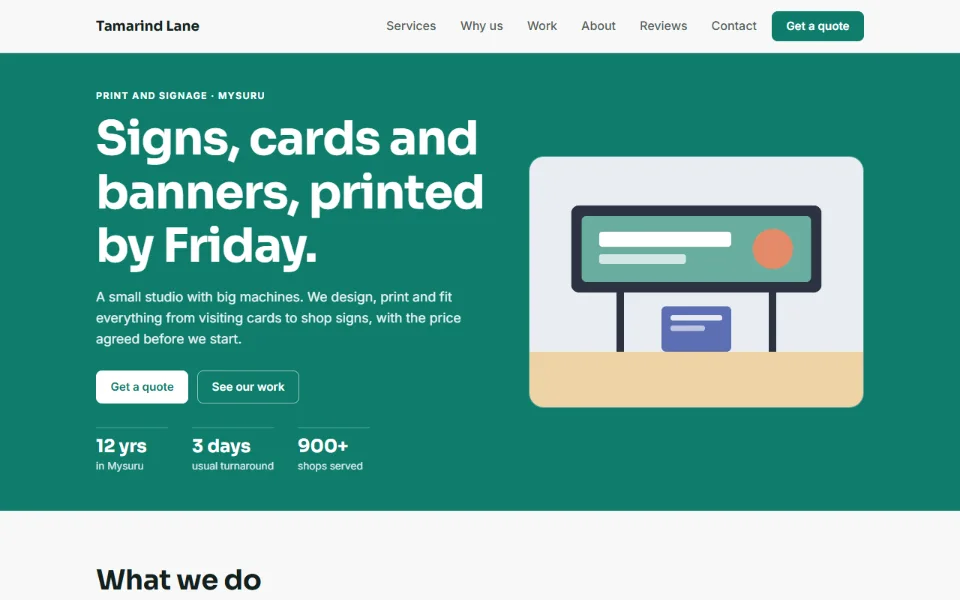 Tamarind Lane
Services
Why us
Work
About
Reviews
Contact
Get a quote
PRINT AND SIGNAGE · MYSURU
Signs, cards and
banners, printed
by Friday.
A small studio with big machines. We design, print and fit
everything from visiting cards to shop signs, with the price
agreed before we start.
Get a quote
See our work
12 yrs
in Mysuru
3 days
usual turnaround
900+
shops served
What we do